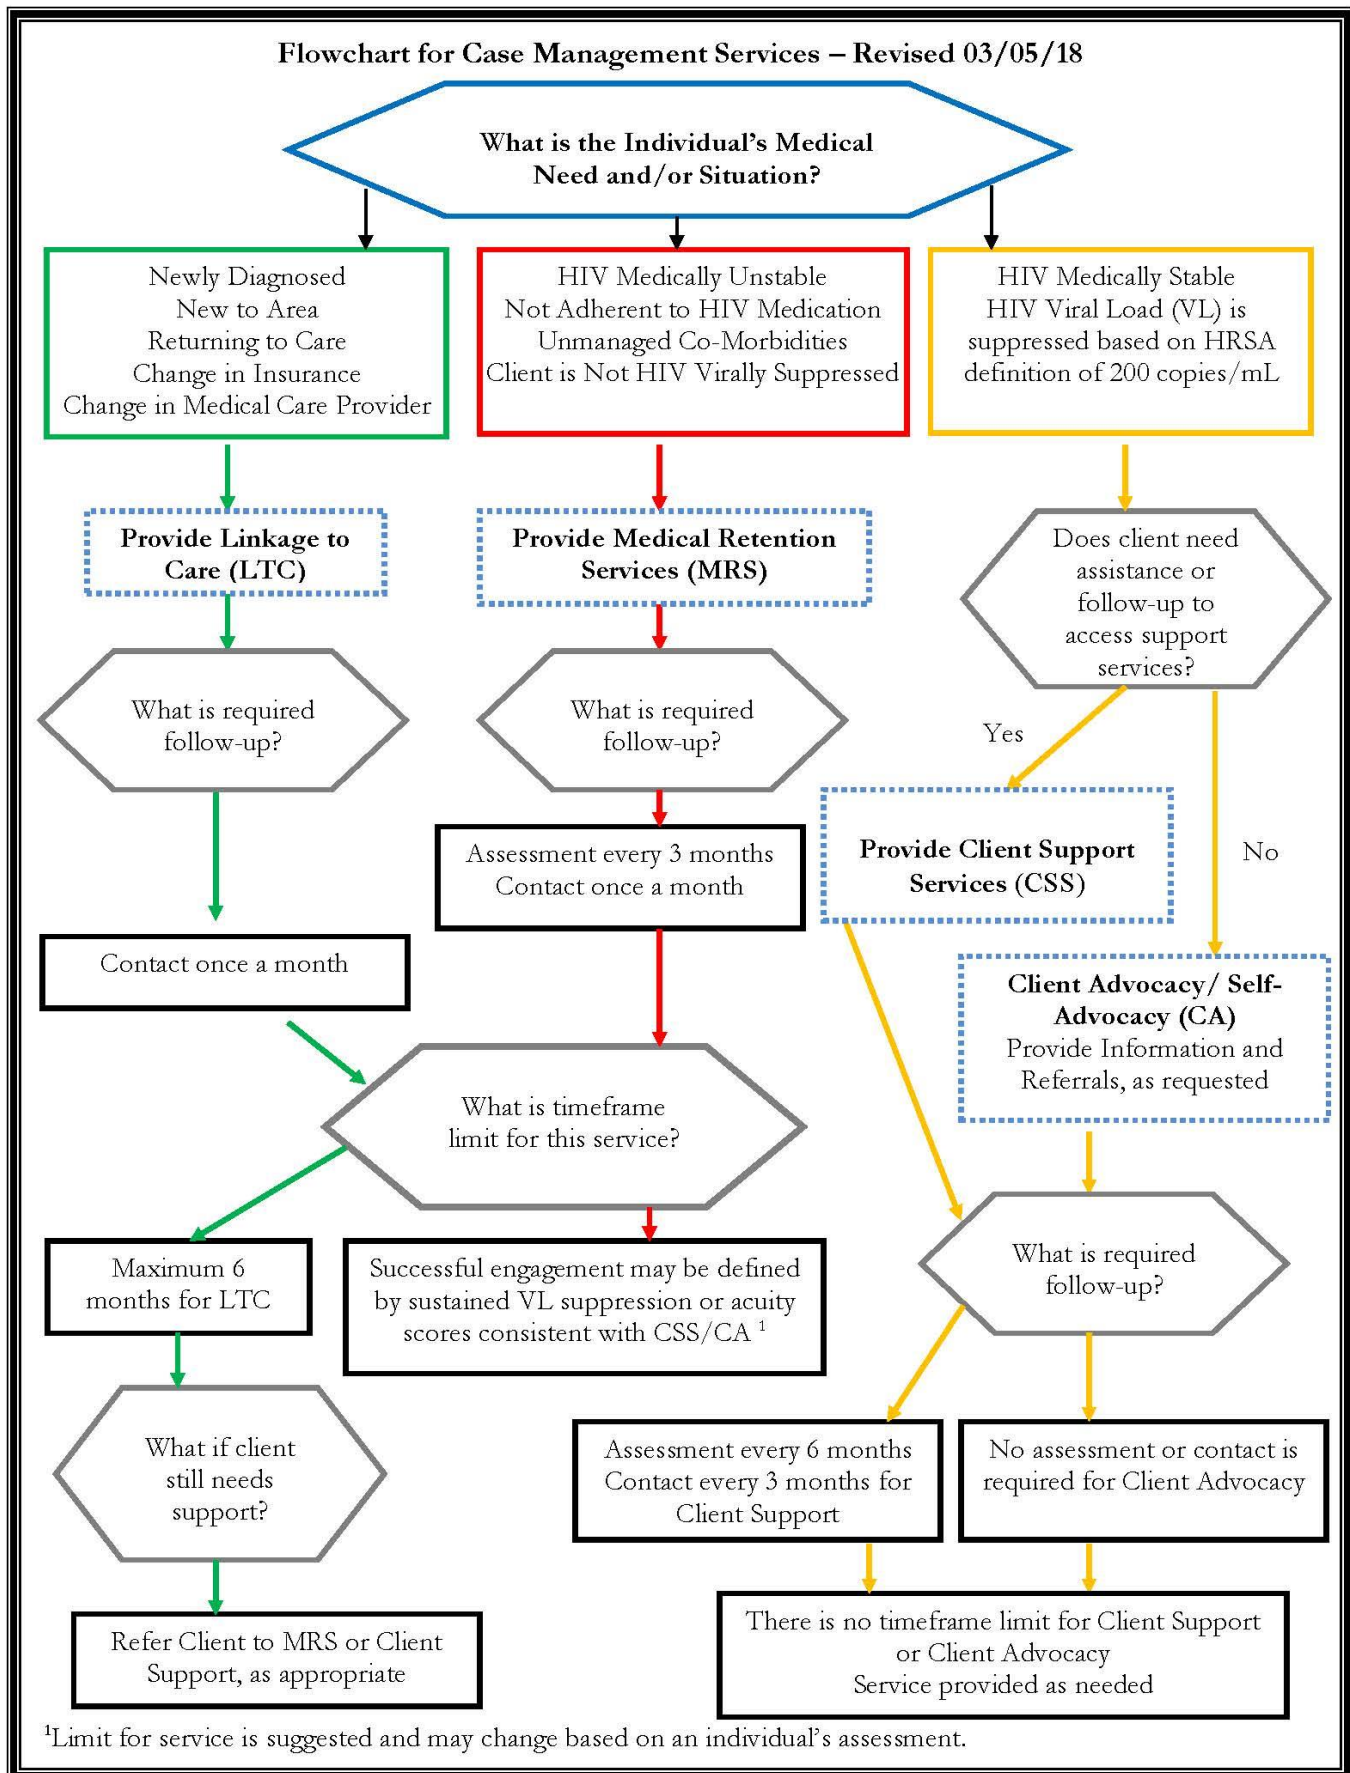 Flowchart for Case Management Services – Revised 03/05/18
What is the Individual's Medical
Need and/or Situation?
Newly Diagnosed
New to Area
Returning to Care
Change in Insurance
Change in Medical Care Provider
HIV Medically Unstable
Not Adherent to HIV Medication
Unmanaged Co-Morbidities
Client is Not HIV Virally Suppressed
HIV Medically Stable
HIV Viral Load (VL) is
suppressed based on HRSA
definition of 200 copies/mL
Provide Linkage to
Care (LTC)
Provide Medical Retention
Services (MRS)
Does client need
assistance or
follow-up to
access support
services?
What is required
follow-up?
What is required
follow-up?
Yes
No
Assessment every 3 months
Contact once a month
Provide Client Support
Services (CSS)
Contact once a month
Client Advocacy/ Self-
Advocacy (CA)
Provide Information and
Referrals, as requested
What is timeframe
limit for this service?
What is required
follow-up?
Maximum 6
months for LTC
Successful engagement may be defined
by sustained VL suppression or acuity
scores consistent with CSS/CA ¹
What if client
still needs
support?
Assessment every 6 months
Contact every 3 months for
Client Support
No assessment or contact is
required for Client Advocacy
Refer Client to MRS or Client
Support, as appropriate
There is no timeframe limit for Client Support
or Client Advocacy
Service provided as needed
¹Limit for service is suggested and may change based on an individual's assessment.